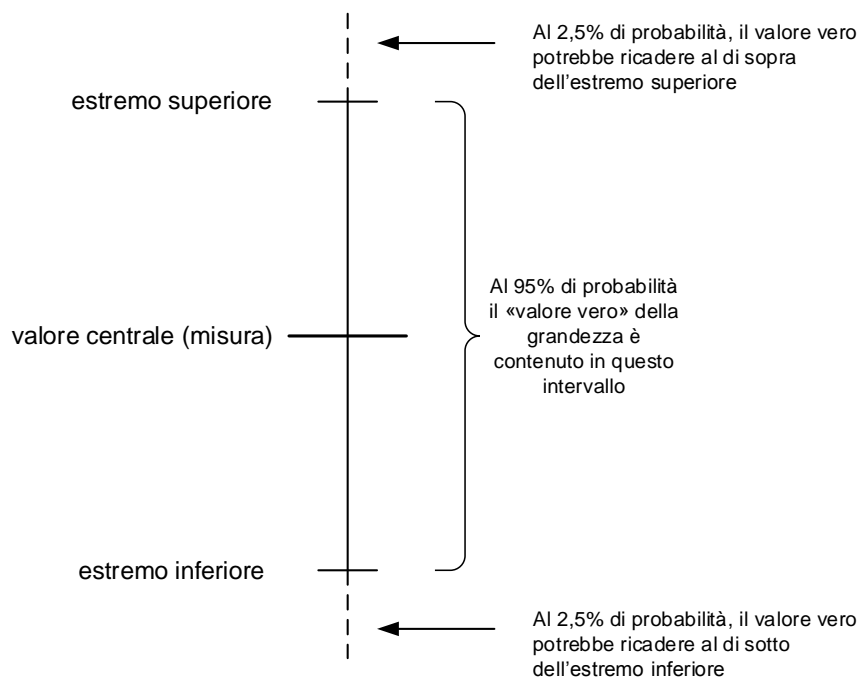 Al 2,5% di probabilità, il valore vero
potrebbe ricadere al di sopra
dell'estremo superiore
estremo superiore
Al 95% di probabilità
il «valore vero» della
grandezza è
contenuto in questo
intervallo
valore centrale (misura)
estremo inferiore
Al 2,5% di probabilità, il valore vero
potrebbe ricadere al di sotto
dell'estremo inferiore